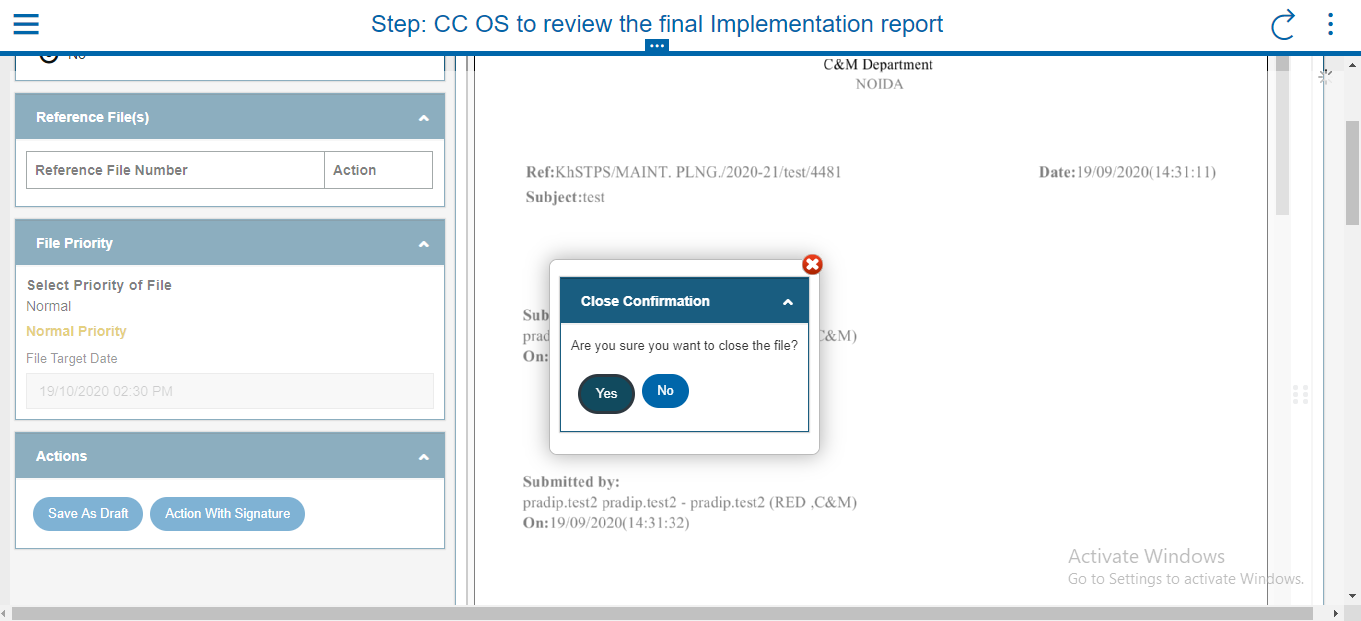 Step: CC OS to review the final Implementation report
No
Reference File(s)
Reference File Number
Action
File Priority
Select Priority of File
Normal
Normal Priority
File Target Date
19/10/2020 02:30 PM
Actions
Save As Draft
Action With Signature
C&M Department
NOIDA
Ref:KhSTPS/MAINT. PLNG./2020-21/test/4481
Date:19/09/2020(14:31:11)
Subject:test
Sub
prad
C&M)
On:
Close Confirmation
Are you sure you want to close the file?
Yes
No
Submitted by:
pradip.test2 pradip.test2 - pradip.test2 (RED ,C&M)
On:19/09/2020(14:31:32)
Activate Windows
Go to Settings to activate Windows.